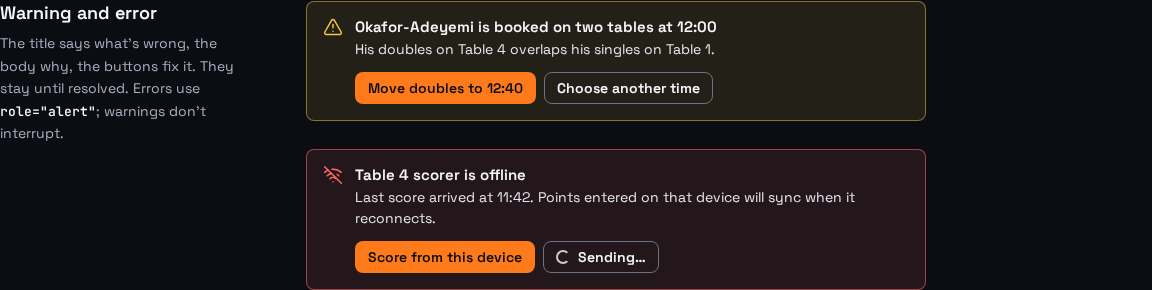 Warning and error
The title says what's wrong, the
body why, the buttons fix it. They
stay until resolved. Errors use
role="alert"; warnings don't
interrupt.
Okafor-Adeyemi is booked on two tables at 12:00
His doubles on Table 4 overlaps his singles on Table 1.
Move doubles to 12:40
Choose another time
Table 4 scorer is offline
Last score arrived at 11:42. Points entered on that device will sync when it
reconnects.
Score from this device
Sending…